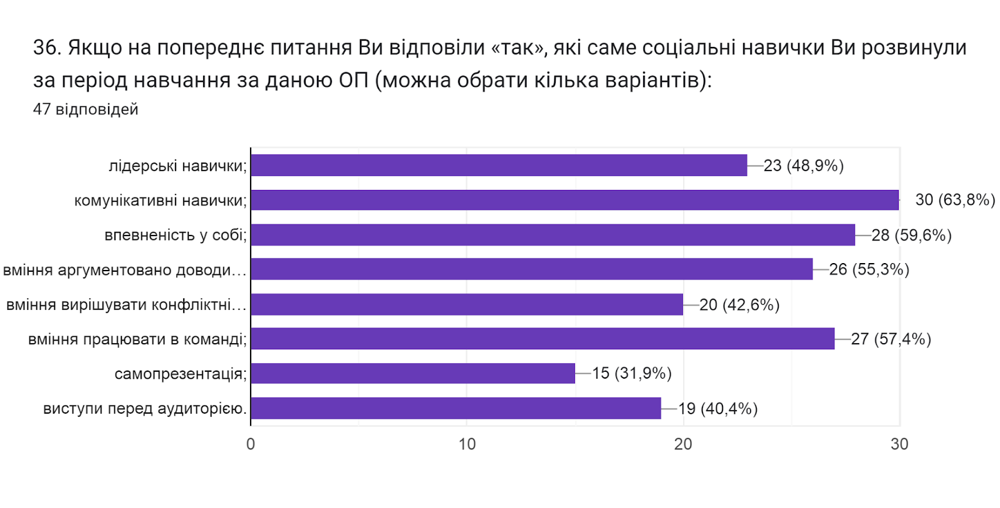 36. Якщо на попереднє питання Ви відповіли «так», які саме соціальні навички Ви розвинули
за період навчання за даною ОП (можна обрати кілька варіантів):
47 відповідей
лідерські навички; 23 (48,9%)
комунікативні навички; 30 (63,8%)
впевненість у собі; 28 (59,6%)
вміння аргументовано доводи… 26 (55,3%)
вміння вирішувати конфліктні… 20 (42,6%)
вміння працювати в команді; 27 (57,4%)
самопрезентація; 15 (31,9%)
виступи перед аудиторією. 19 (40,4%)
0 10 20 30